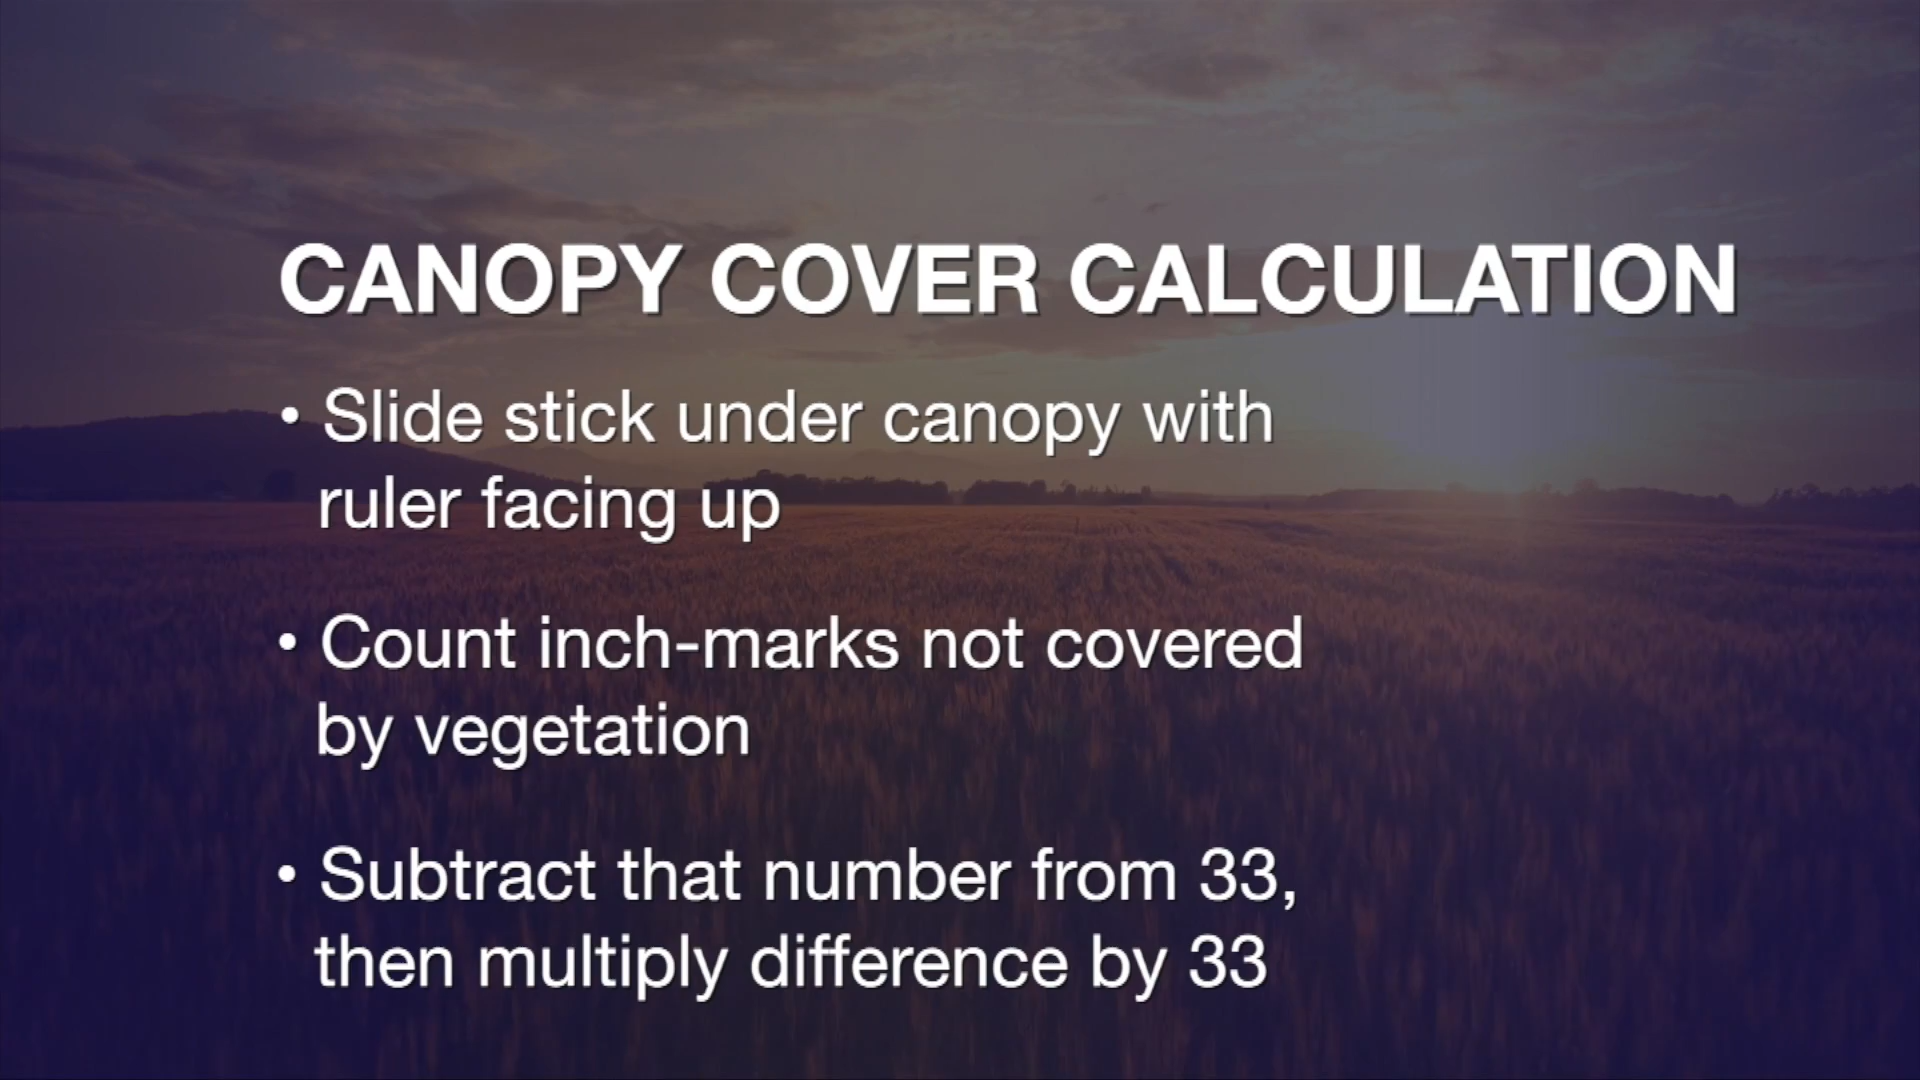 CANOPY COVER CALCULATION
• Slide stick under canopy with
ruler facing up
• Count inch-marks not covered
by vegetation
• Subtract that number from 33,
then multiply difference by 33